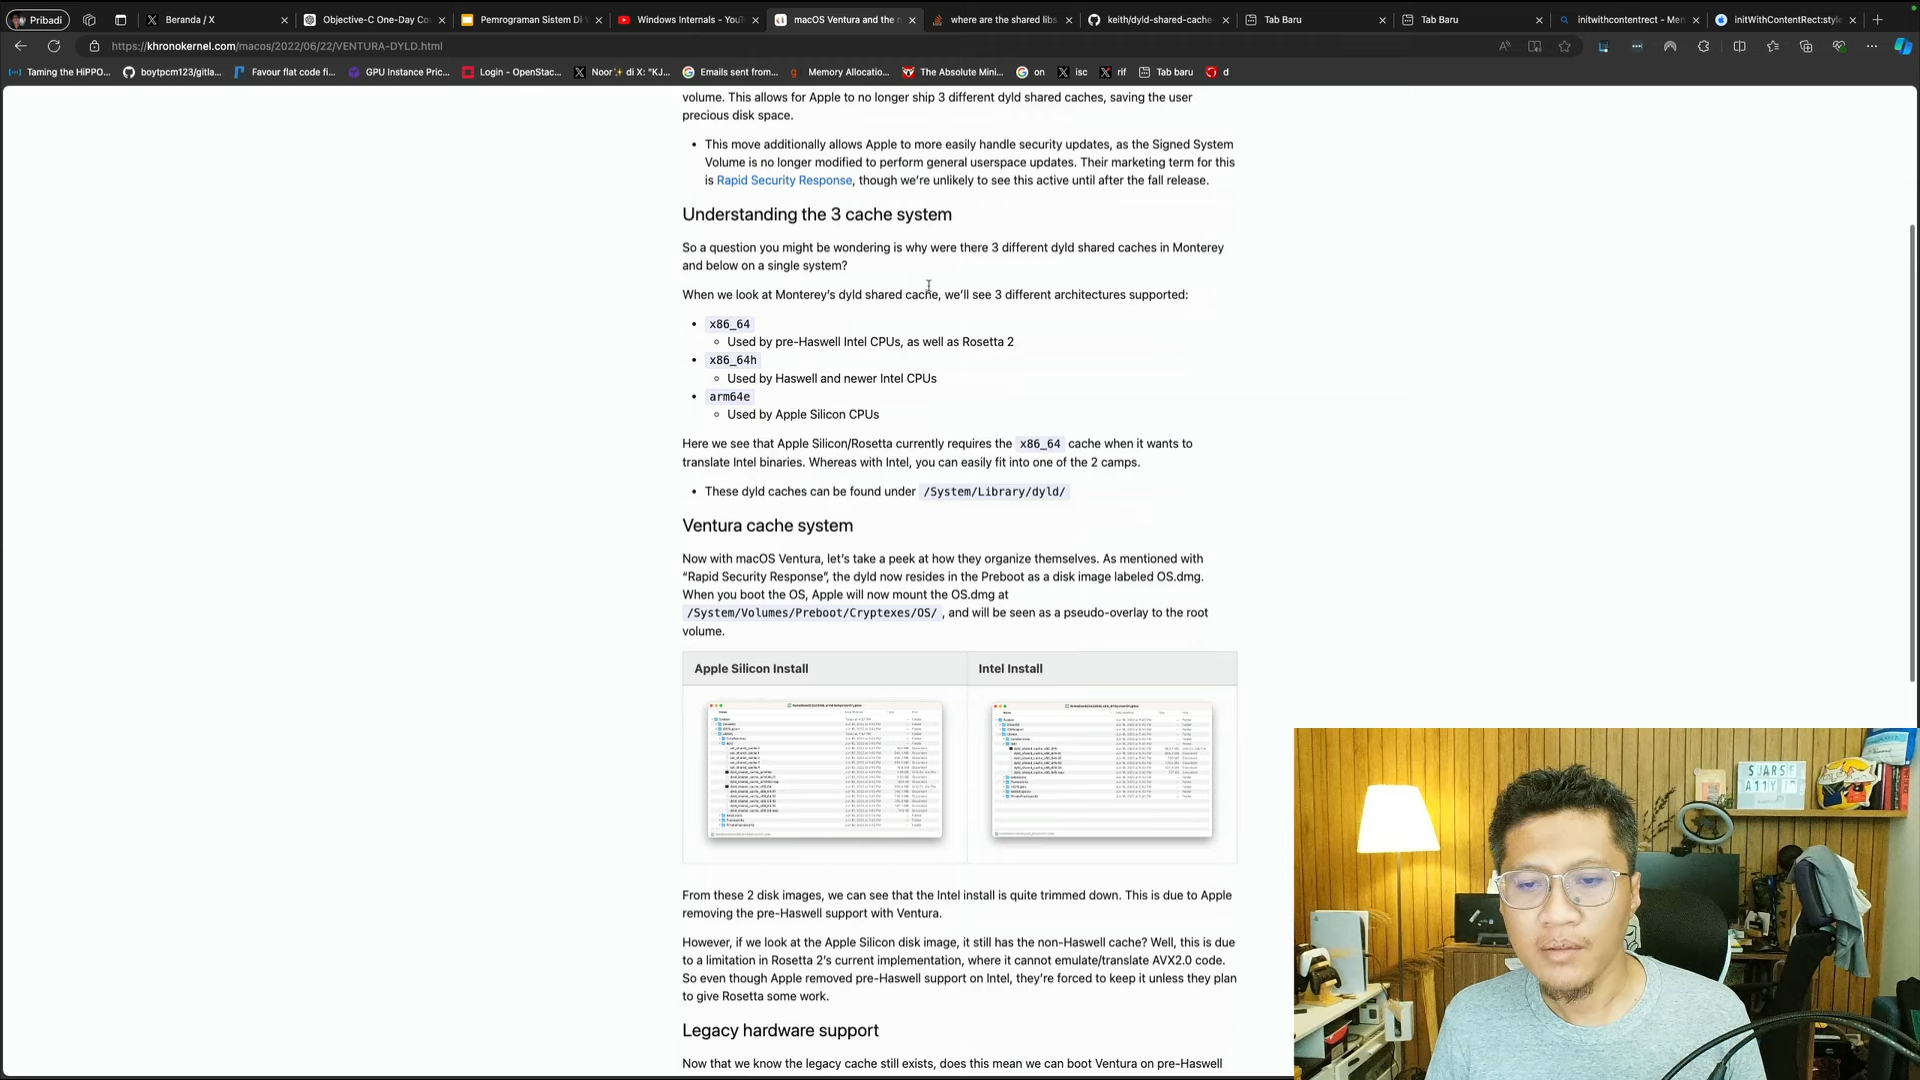 Pribadi
Beranda / X
Objective-C One-Day Co
Pemrograman Sistem Di
Windows Internals - YouT
macOS Ventura and the n
where are the shared libs
keith/dyld-shared-cache-
Tab Baru
Tab Baru
initwithcontentrect - Men
initWithContentRect:style
https://khronokernel.com/macos/2022/06/22/VENTURA-DYLD.html
Taming the HiPPO...
boytpcm123/gitla...
Favour flat code fi...
GPU Instance Pric...
Login - OpenStac...
Noor✨ di X: "KJ...
Emails sent from...
Memory Allocatio...
The Absolute Mini...
on
isc
rif
Tab baru
d
volume. This allows for Apple to no longer ship 3 different dyld shared caches, saving the user
precious disk space.
• This move additionally allows Apple to more easily handle security updates, as the Signed System
Volume is no longer modified to perform general userspace updates. Their marketing term for this
is Rapid Security Response, though we're unlikely to see this active until after the fall release.
Understanding the 3 cache system
So a question you might be wondering is why were there 3 different dyld shared caches in Monterey
and below on a single system?
When we look at Monterey's dyld shared cache, we'll see 3 different architectures supported:
• x86_64
◦ Used by pre-Haswell Intel CPUs, as well as Rosetta 2
• x86_64h
◦ Used by Haswell and newer Intel CPUs
• arm64e
◦ Used by Apple Silicon CPUs
Here we see that Apple Silicon/Rosetta currently requires the x86_64 cache when it wants to
translate Intel binaries. Whereas with Intel, you can easily fit into one of the 2 camps.
• These dyld caches can be found under /System/Library/dyld/
Ventura cache system
Now with macOS Ventura, let's take a peek at how they organize themselves. As mentioned with
"Rapid Security Response", the dyld now resides in the Preboot as a disk image labeled OS.dmg.
When you boot the OS, Apple will now mount the OS.dmg at
/System/Volumes/Preboot/Cryptexes/OS/ , and will be seen as a pseudo-overlay to the root
volume.
Apple Silicon Install
Intel Install
From these 2 disk images, we can see that the Intel install is quite trimmed down. This is due to Apple
removing the pre-Haswell support with Ventura.
However, if we look at the Apple Silicon disk image, it still has the non-Haswell cache? Well, this is due
to a limitation in Rosetta 2's current implementation, where it cannot emulate/translate AVX2.0 code.
So even though Apple removed pre-Haswell support on Intel, they're forced to keep it unless they plan
to give Rosetta some work.
Legacy hardware support
Now that we know the legacy cache still exists, does this mean we can boot Ventura on pre-Haswell